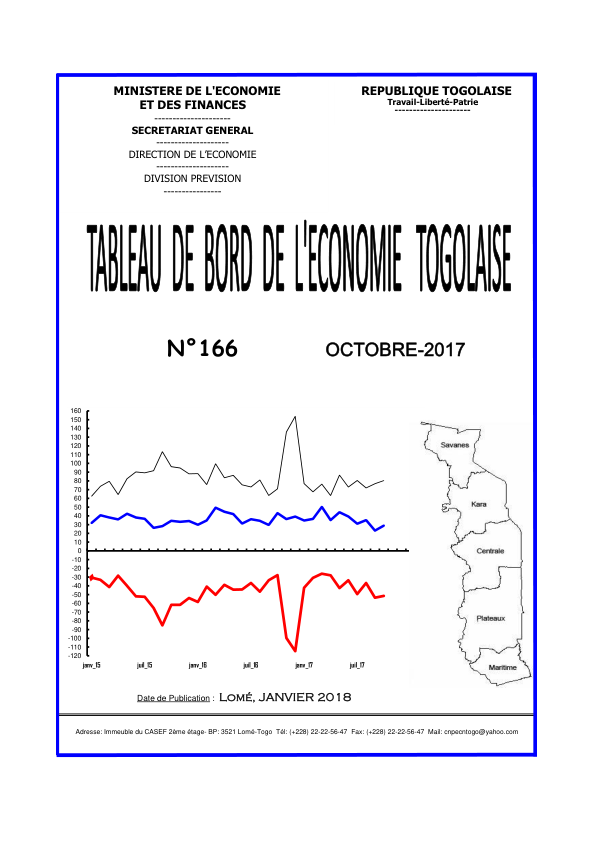 MINISTERE DE L'ECONOMIE
ET DES FINANCES
---------------------
SECRETARIAT GENERAL
--------------------
DIRECTION DE L'ECONOMIE
--------------------
DIVISION PREVISION
----------------
REPUBLIQUE TOGOLAISE
Travail-Liberté-Patrie
---------------------
TABLEAU DE BORD DE L'ECONOMIE TOGOLAISE
N°166 OCTOBRE-2017
160
150
140
130
120
110
100
90
80
70
60
50
40
30
20
10
0
-10
-20
-30
-40
-50
-60
-70
-80
-90
-100
-110
-120
janv_15 juil_15 janv_16 juil_16 janv_17 juil_17
Savanes
Kara
Centrale
Plateaux
Maritime
Date de Publication : LOMÉ, JANVIER 2018
Adresse: Immeuble du CASEF 2ème étage- BP: 3521 Lomé-Togo Tél: (+228) 22-22-56-47 Fax: (+228) 22-22-56-47 Mail: cnpecntogo@yahoo.com